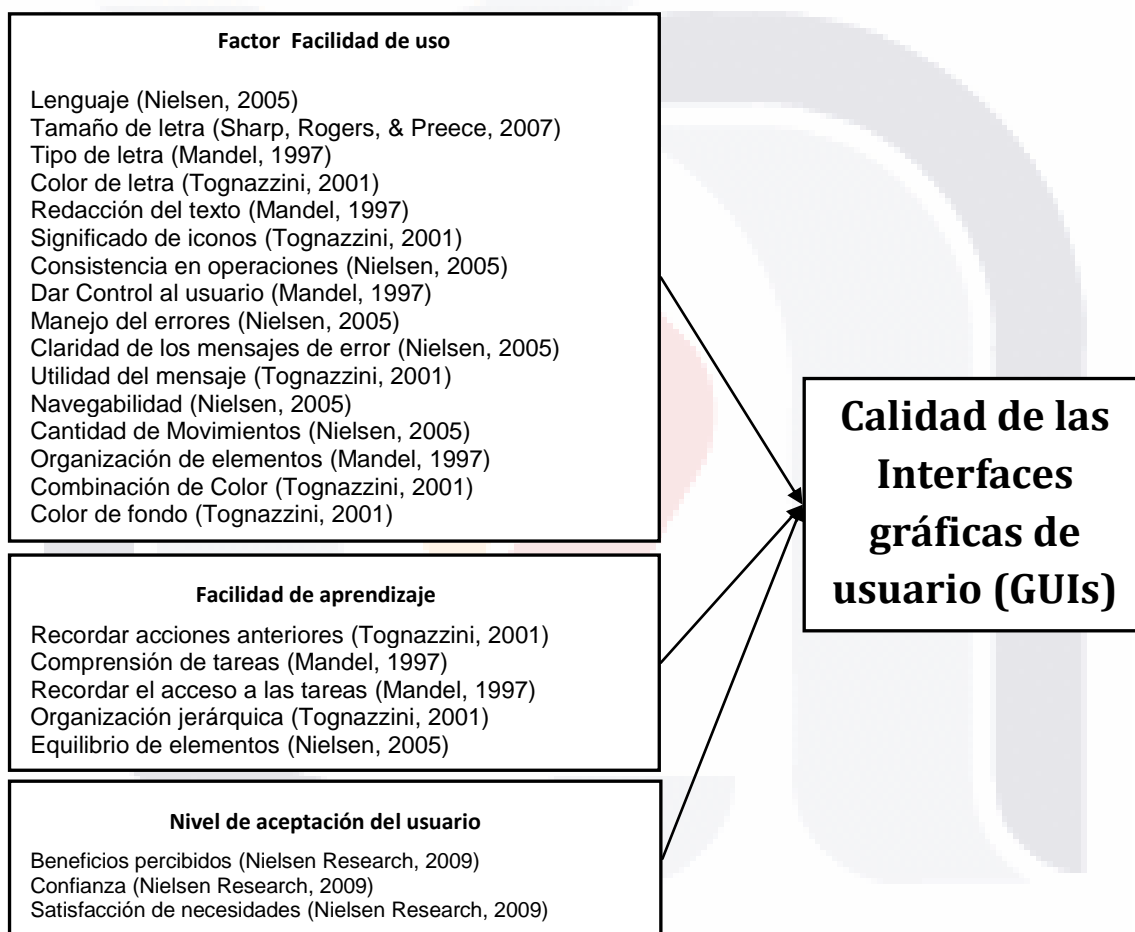 Factor Facilidad de uso
Lenguaje (Nielsen, 2005)
Tamaño de letra (Sharp, Rogers, & Preece, 2007)
Tipo de letra (Mandel, 1997)
Color de letra (Tognazzini, 2001)
Redacción del texto (Mandel, 1997)
Significado de iconos (Tognazzini, 2001)
Consistencia en operaciones (Nielsen, 2005)
Dar Control al usuario (Mandel, 1997)
Manejo del errores (Nielsen, 2005)
Claridad de los mensajes de error (Nielsen, 2005)
Utilidad del mensaje (Tognazzini, 2001)
Navegabilidad (Nielsen, 2005)
Cantidad de Movimientos (Nielsen, 2005)
Organización de elementos (Mandel, 1997)
Combinación de Color (Tognazzini, 2001)
Color de fondo (Tognazzini, 2001)
Facilidad de aprendizaje
Recordar acciones anteriores (Tognazzini, 2001)
Comprensión de tareas (Mandel, 1997)
Recordar el acceso a las tareas (Mandel, 1997)
Organización jerárquica (Tognazzini, 2001)
Equilibrio de elementos (Nielsen, 2005)
Nivel de aceptación del usuario
Beneficios percibidos (Nielsen Research, 2009)
Confianza (Nielsen Research, 2009)
Satisfacción de necesidades (Nielsen Research, 2009)
Calidad de las
Interfaces
gráficas de
usuario (GUIs)